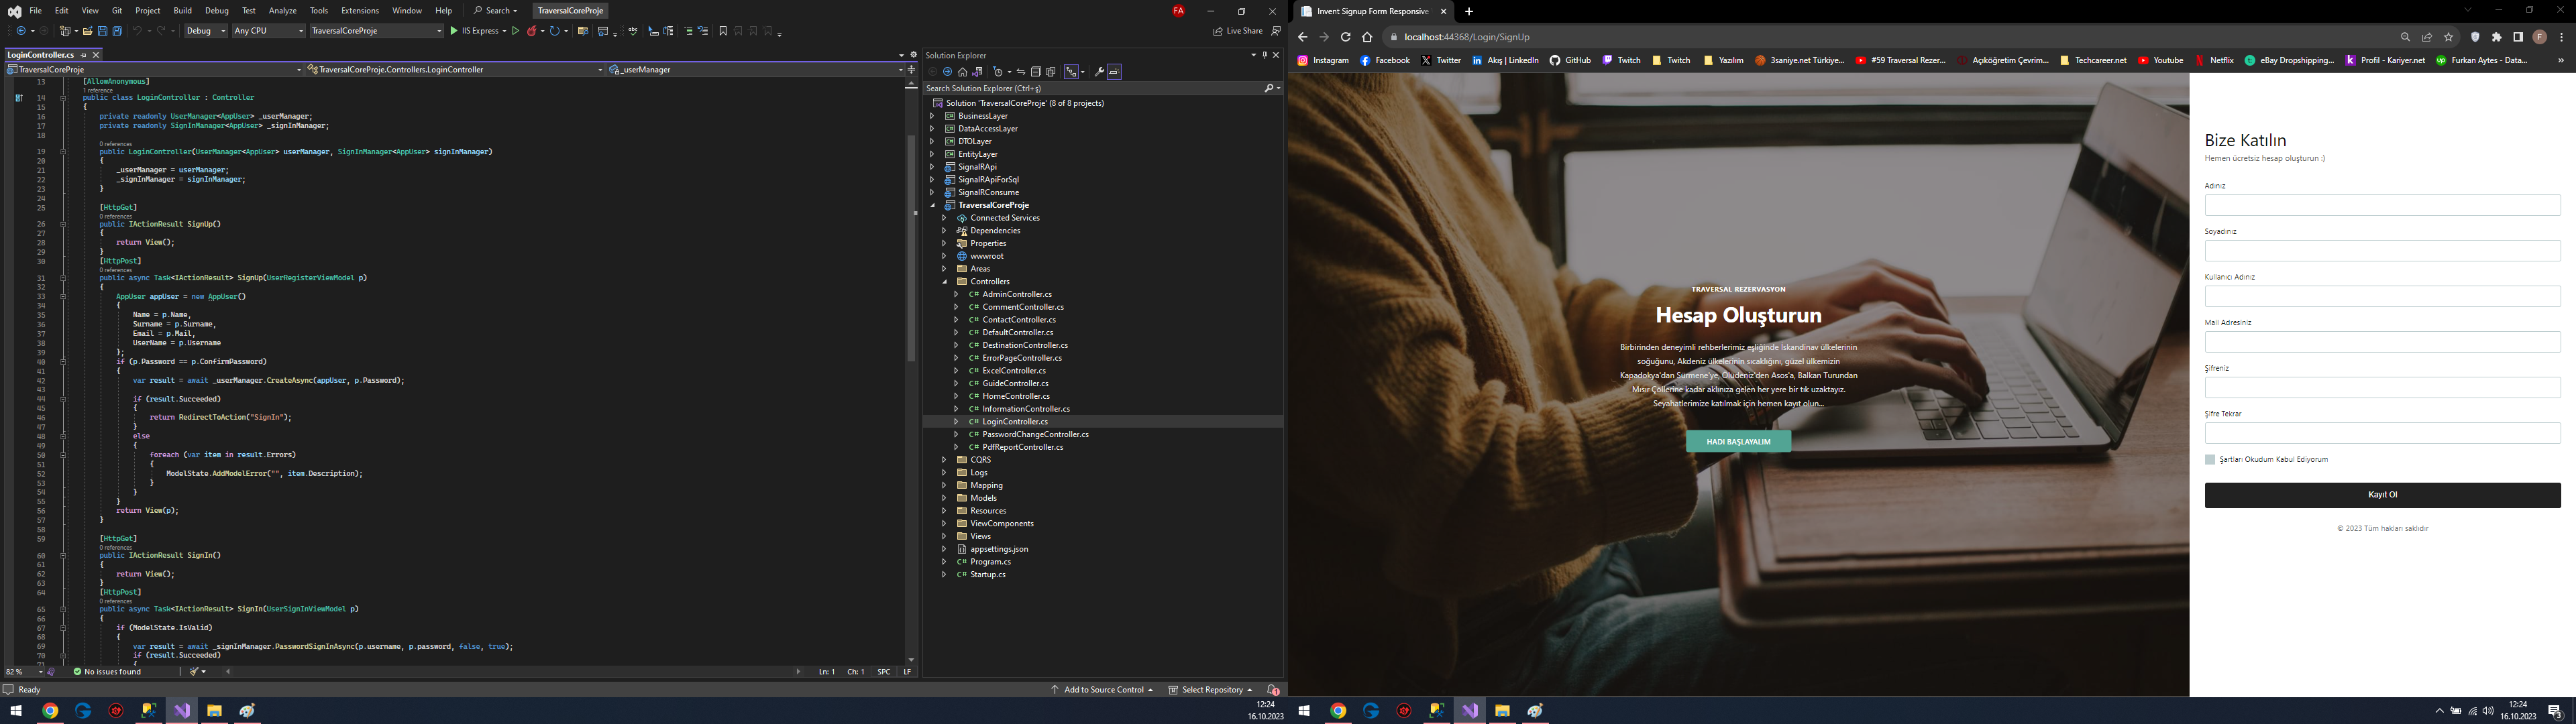 File Edit View Git Project Build Debug Test Analyze Tools Extensions Window Help Search TraversalCoreProje FA
Debug Any CPU TraversalCoreProje IIS Express Live Share
LoginController.cs
TraversalCoreProje TraversalCoreProje.Controllers.LoginController _userManager
13 [AllowAnonymous]
1 reference
14 public class LoginController : Controller
15 {
16 private readonly UserManager<AppUser> _userManager;
17 private readonly SignInManager<AppUser> _signInManager;
18
0 references
19 public LoginController(UserManager<AppUser> userManager, SignInManager<AppUser> signInManager)
20 {
21 _userManager = userManager;
22 _signInManager = signInManager;
23 }
24
25 [HttpGet]
0 references
26 public IActionResult SignUp()
27 {
28 return View();
29 }
30 [HttpPost]
0 references
31 public async Task<IActionResult> SignUp(UserRegisterViewModel p)
32 {
33 AppUser appUser = new AppUser()
34 {
35 Name = p.Name,
36 Surname = p.Surname,
37 Email = p.Mail,
38 UserName = p.Username
39 };
40 if (p.Password == p.ConfirmPassword)
41 {
42 var result = await _userManager.CreateAsync(appUser, p.Password);
43
44 if (result.Succeeded)
45 {
46 return RedirectToAction("SignIn");
47 }
48 else
49 {
50 foreach (var item in result.Errors)
51 {
52 ModelState.AddModelError("", item.Description);
53 }
54 }
55 }
56 return View(p);
57 }
58
59 [HttpGet]
0 references
60 public IActionResult SignIn()
61 {
62 return View();
63 }
64 [HttpPost]
0 references
65 public async Task<IActionResult> SignIn(UserSignInViewModel p)
66 {
67 if (ModelState.IsValid)
68 {
69 var result = await _signInManager.PasswordSignInAsync(p.username, p.password, false, true);
70 if (result.Succeeded)
71 {
82 % No issues found Ln: 1 Ch: 1 SPC LF
Ready Add to Source Control Select Repository 1
Solution Explorer
Search Solution Explorer (Ctrl+ş)
Solution 'TraversalCoreProje' (8 of 8 projects)
BusinessLayer
DataAccessLayer
DTOLayer
EntityLayer
SignalRApi
SignalRApiForSql
SignalRConsume
TraversalCoreProje
Connected Services
Dependencies
Properties
wwwroot
Areas
Controllers
C# AdminController.cs
C# CommentController.cs
C# ContactController.cs
C# DefaultController.cs
C# DestinationController.cs
C# ErrorPageController.cs
C# ExcelController.cs
C# GuideController.cs
C# HomeController.cs
C# InformationController.cs
C# LoginController.cs
C# PasswordChangeController.cs
C# PdfReportController.cs
CQRS
Logs
Mapping
Models
Resources
ViewComponents
Views
appsettings.json
C# Program.cs
C# Startup.cs
12:24
16.10.2023
Invent Signup Form Responsive
localhost:44368/Login/SignUp F
Instagram Facebook Twitter Akış | LinkedIn GitHub Twitch Twitch Yazılım 3saniye.net Türkiye... #59 Traversal Rezer... Açıköğretim Çevrim... Techcareer.net Youtube Netflix eBay Dropshipping... Profil - Kariyer.net Furkan Aytes - Data... »
TRAVERSAL REZERVASYON
Hesap Oluşturun
Birbirinden deneyimli rehberlerimiz eşliğinde İskandinav ülkelerinin
soğuğunu, Akdeniz ülkelerinin sıcaklığını, güzel ülkemizin
Kapadokya'dan Sürmene'ye, Ölüdeniz'den Asos'a, Balkan Turundan
Mısır Çöllerine kadar aklınıza gelen her yere bir tık uzaktayız.
Seyahatlerimize katılmak için hemen kayıt olun...
HADI BAŞLAYALIM
Bize Katılın
Hemen ücretsiz hesap oluşturun :)
Adınız
Soyadınız
Kullanıcı Adınız
Mail Adresiniz
Şifreniz
Şifre Tekrar
Şartları Okudum Kabul Ediyorum
Kayıt Ol
© 2023 Tüm hakları saklıdır
12:24
16.10.2023